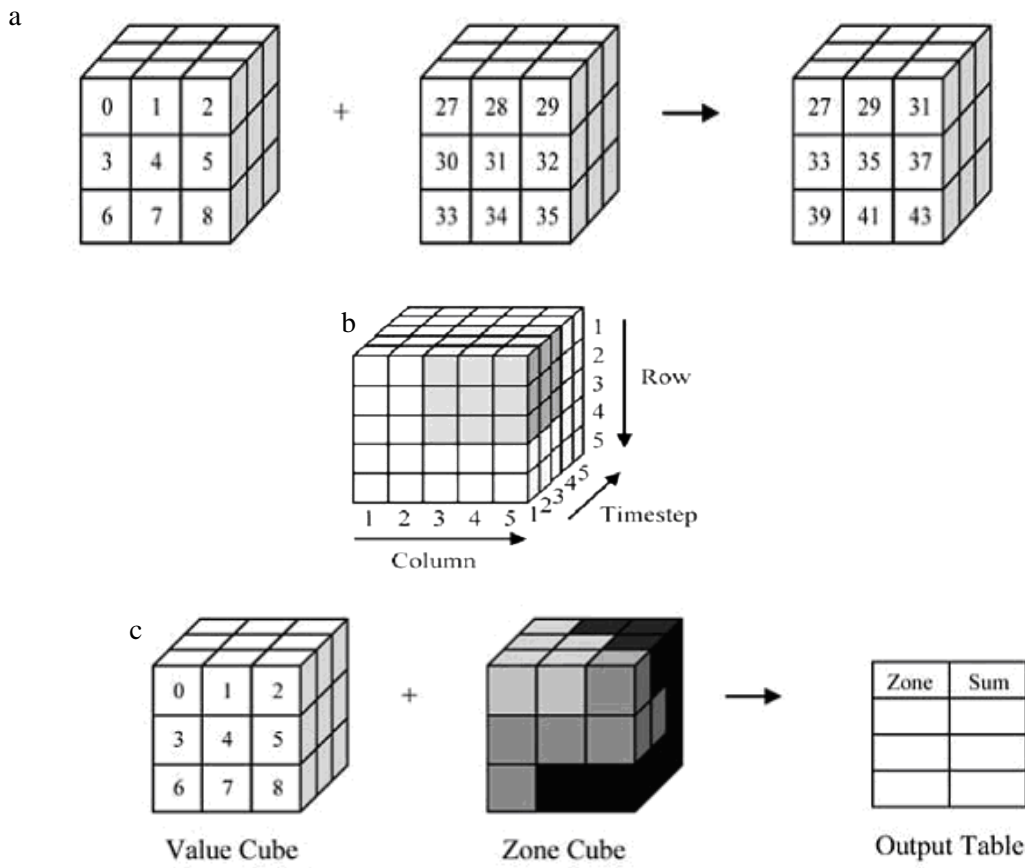 a
0 1 2 + 27 28 29 27 29 31
3 4 5 30 31 32 33 35 37
6 7 8 33 34 35 39 41 43
b
1
2
3
4
5
Row
1 2 3 4 5
1 2 3 4 5
Timestep
Column
c
0 1 2 + Zone Sum
3 4 5
6 7 8
Value Cube Zone Cube Output Table